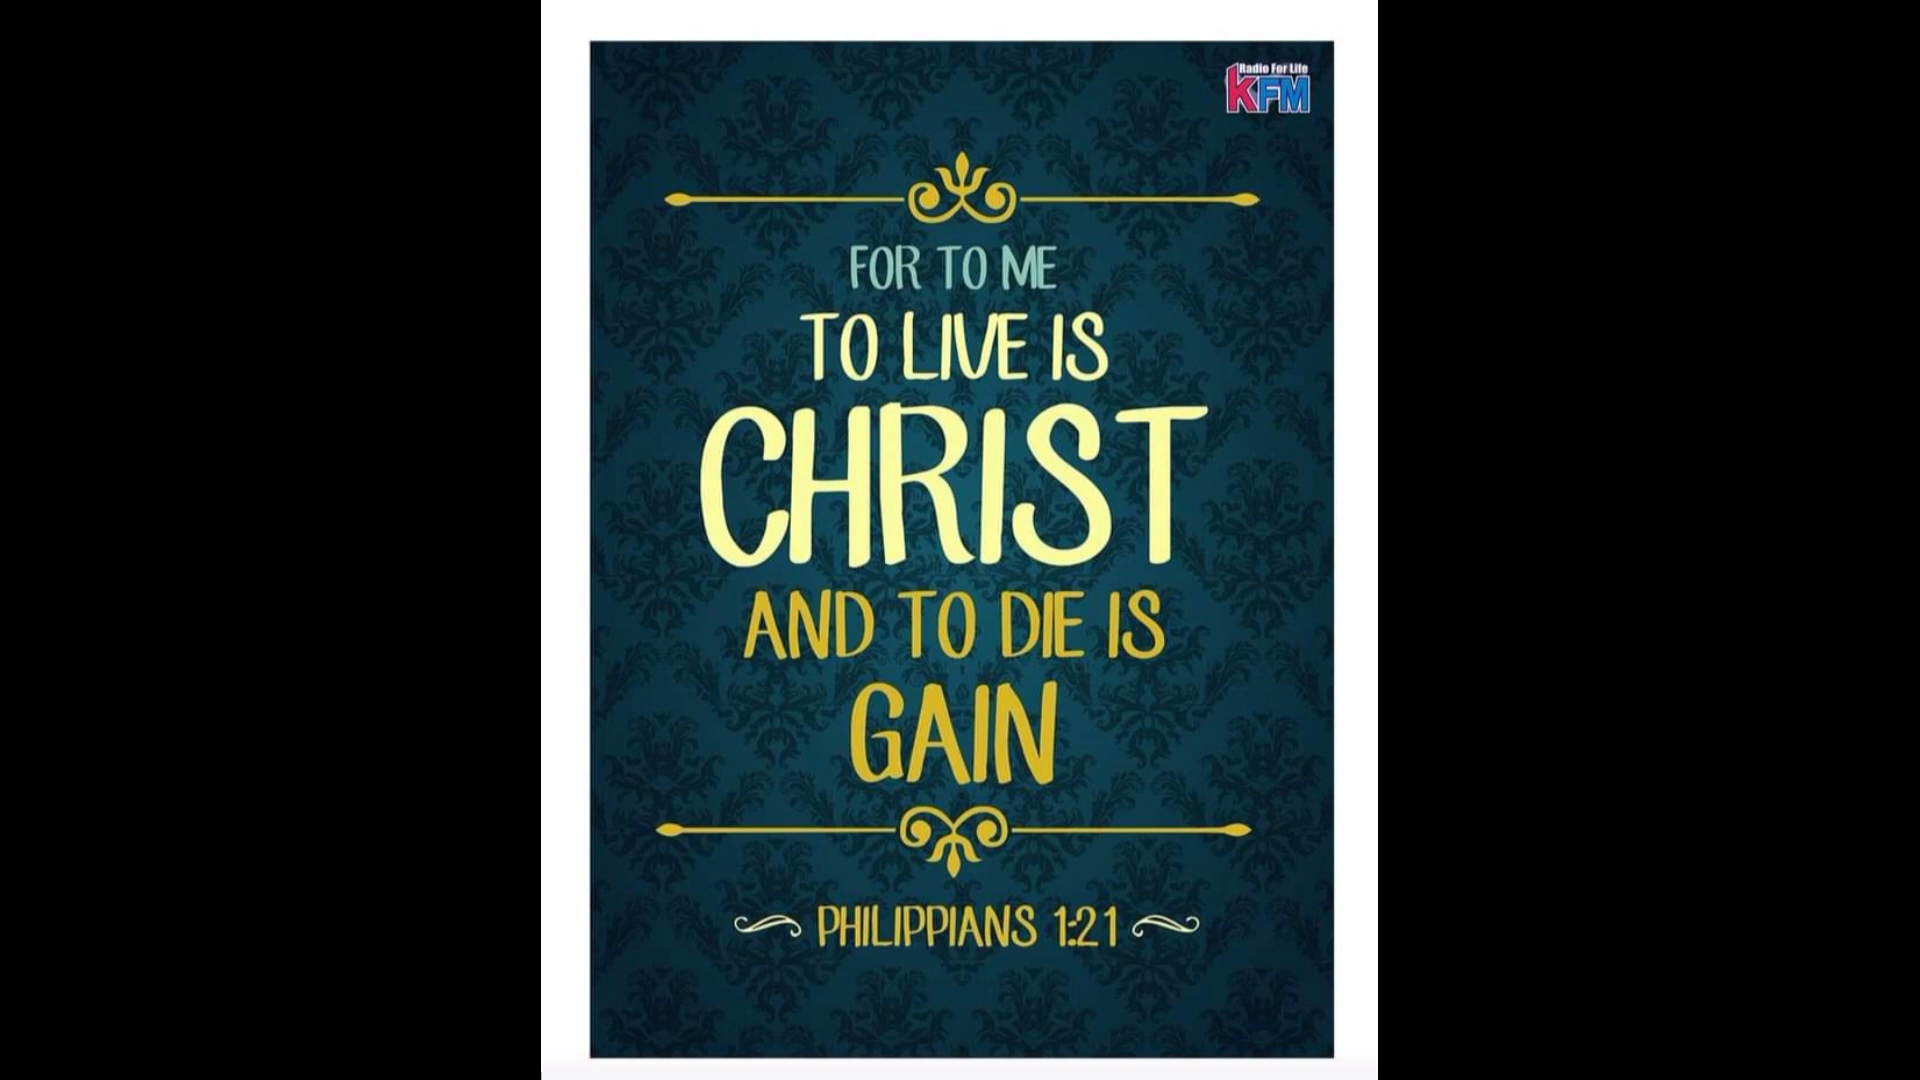 Radio For Life
KFM
FOR TO ME
TO LIVE IS
CHRIST
AND TO DIE IS
GAIN
PHILIPPIANS 1:21